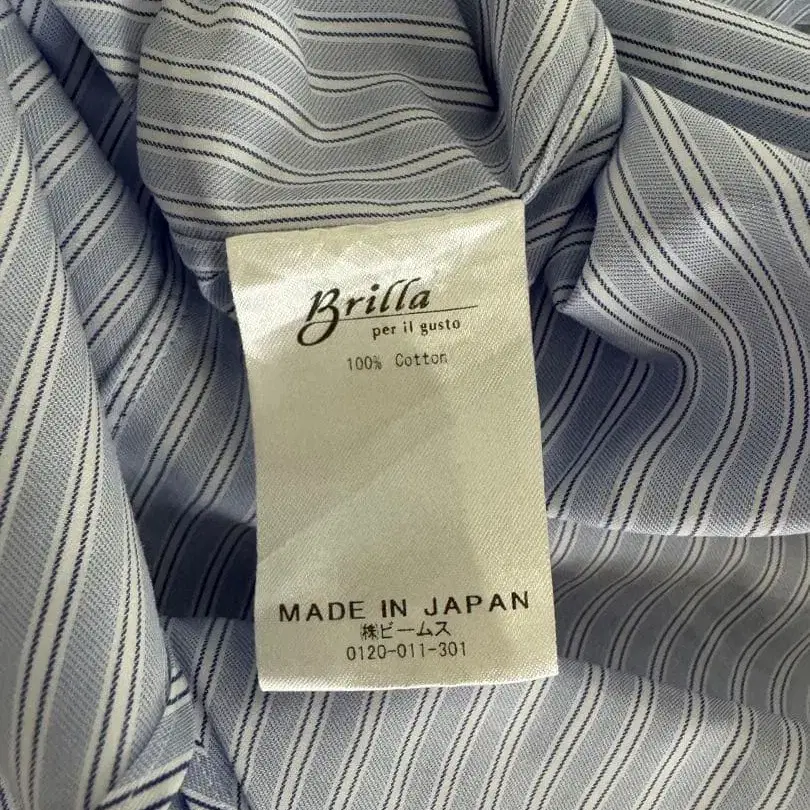 Brilla
per il gusto
100% Cotton
MADE IN JAPAN
㈱ビームス
0120-011-301